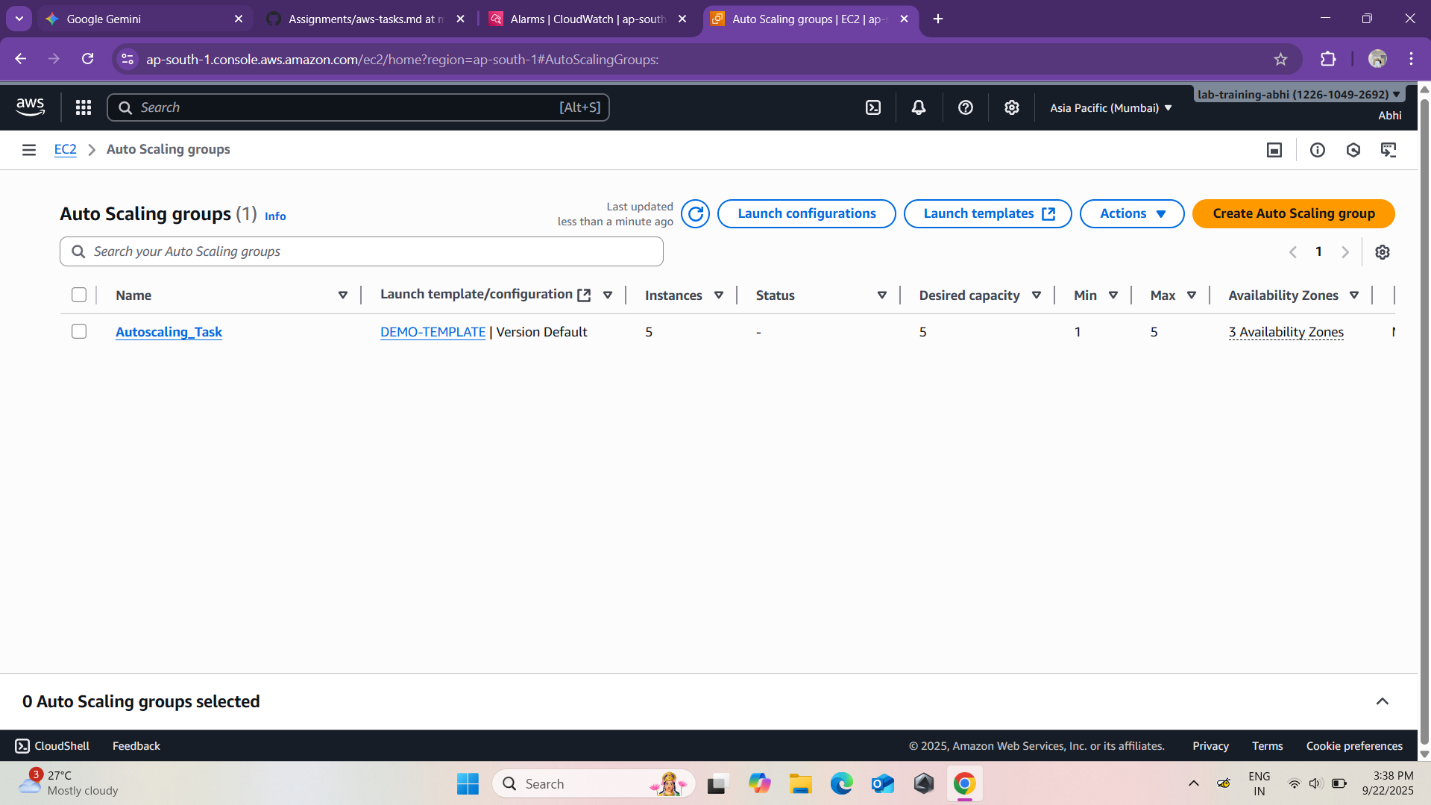 Google Gemini
Assignments/aws-tasks.md at m
Alarms | CloudWatch | ap-south
Auto Scaling groups | EC2 | ap-s
ap-south-1.console.aws.amazon.com/ec2/home?region=ap-south-1#AutoScalingGroups:
aws
Search [Alt+S]
Asia Pacific (Mumbai)
lab-training-abhi (1226-1049-2692)
Abhi
EC2 > Auto Scaling groups
Auto Scaling groups (1) Info
Last updated
less than a minute ago
Launch configurations
Launch templates
Actions
Create Auto Scaling group
Search your Auto Scaling groups
1
Name Launch template/configuration Instances Status Desired capacity Min Max Availability Zones
Autoscaling_Task DEMO-TEMPLATE | Version Default 5 - 5 1 5 3 Availability Zones
0 Auto Scaling groups selected
CloudShell Feedback © 2025, Amazon Web Services, Inc. or its affiliates. Privacy Terms Cookie preferences
3
27°C
Mostly cloudy
Search
ENG
IN
3:38 PM
9/22/2025